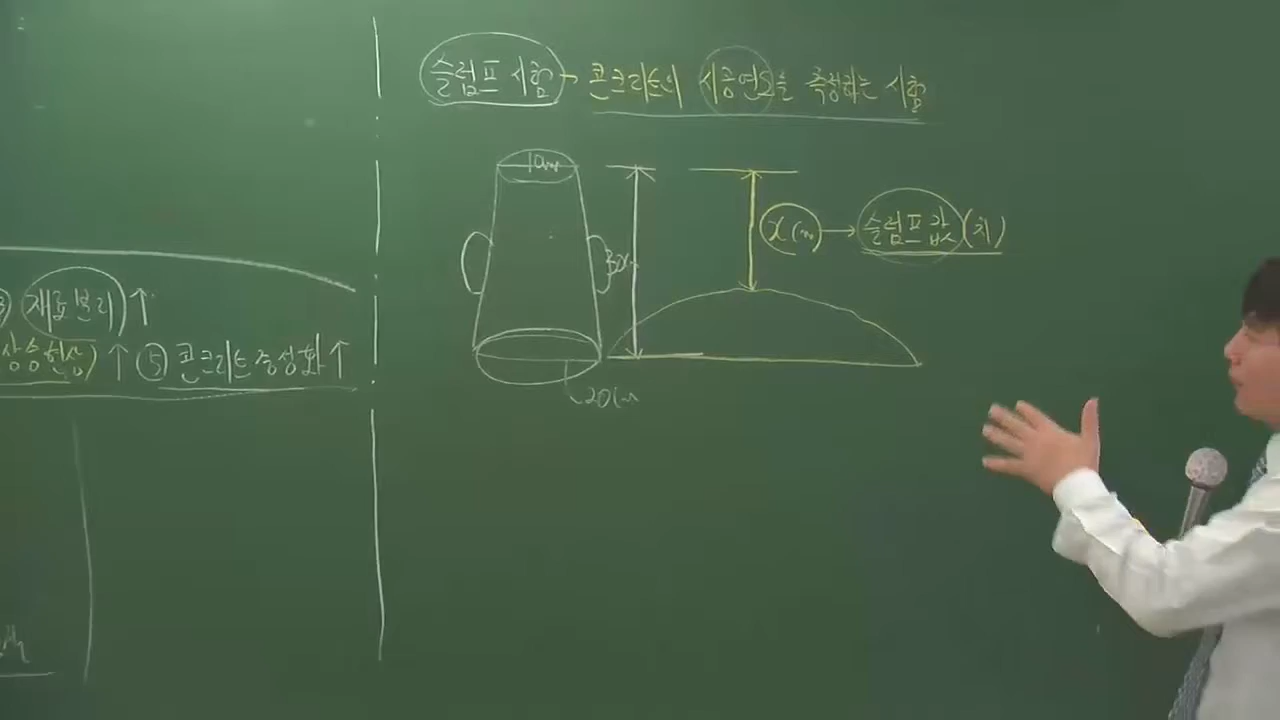 슬럼프 시험 - 콘크리트의 시공연도을 측정하는 시험
10cm
x cm → 슬럼프 값 (치)
30cm
재료분리) ↑
상승현상) ↑ ⑤ 콘크리트 중성화 ↑
20cm